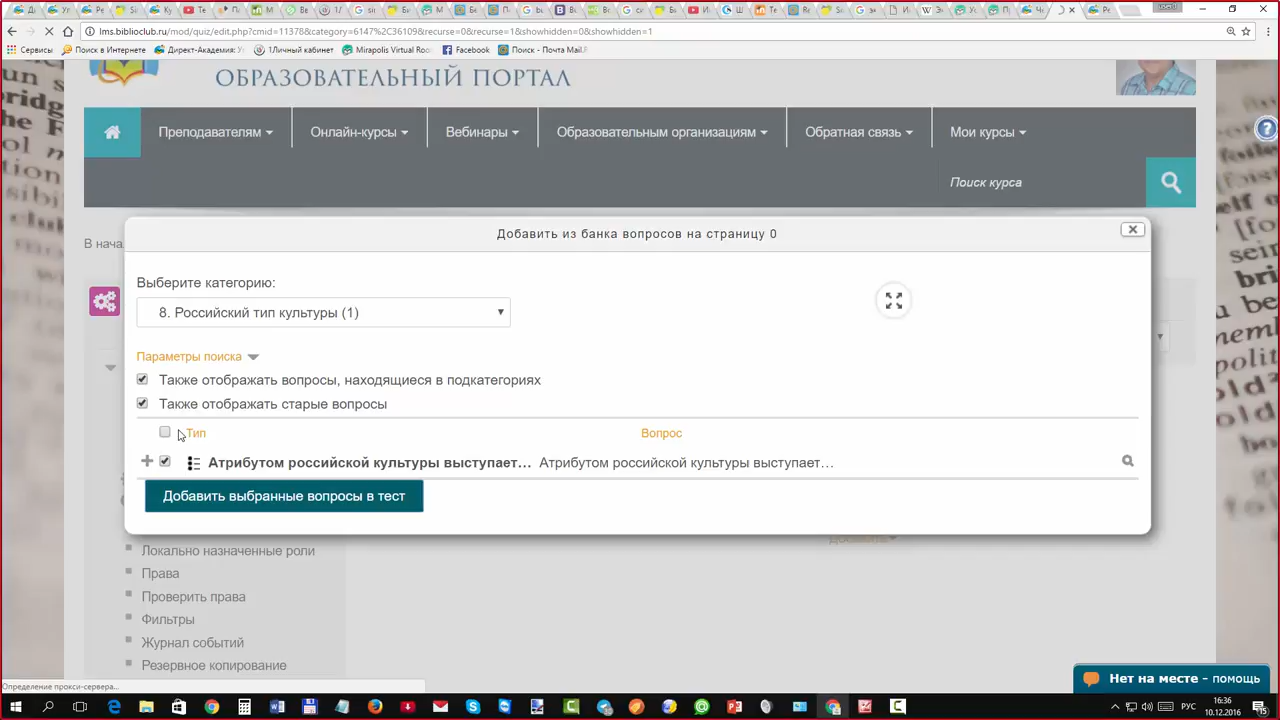 lms.biblioclub.ru/mod/quiz/edit.php?cmid=11378&category=6147%2C36109&recurse=0&recurse=1&showhidden=0&showhidden=1
Сервисы
Поиск в Интернете
Директ-Академия:
1Личный кабинет
Mirapolis Virtual Roo
Facebook
Поиск - Почта Mail.R
ОБРАЗОВАТЕЛЬНЫЙ ПОРТАЛ
Преподавателям
Онлайн-курсы
Вебинары
Образовательным организациям
Обратная связь
Мои курсы
Поиск курса
В нача
Добавить из банка вопросов на страницу 0
Выберите категорию:
8. Российский тип культуры (1)
Параметры поиска
Также отображать вопросы, находящиеся в подкатегориях
Также отображать старые вопросы
Тип
Вопрос
Атрибутом российской культуры выступает… Атрибутом российской культуры выступает…
Добавить выбранные вопросы в тест
Добавить
Локально назначенные роли
Права
Проверить права
Фильтры
Журнал событий
Резервное копирование
Определение прокси-сервера...
Нет на месте - помощь
РУС
16:36
10.12.2016
15